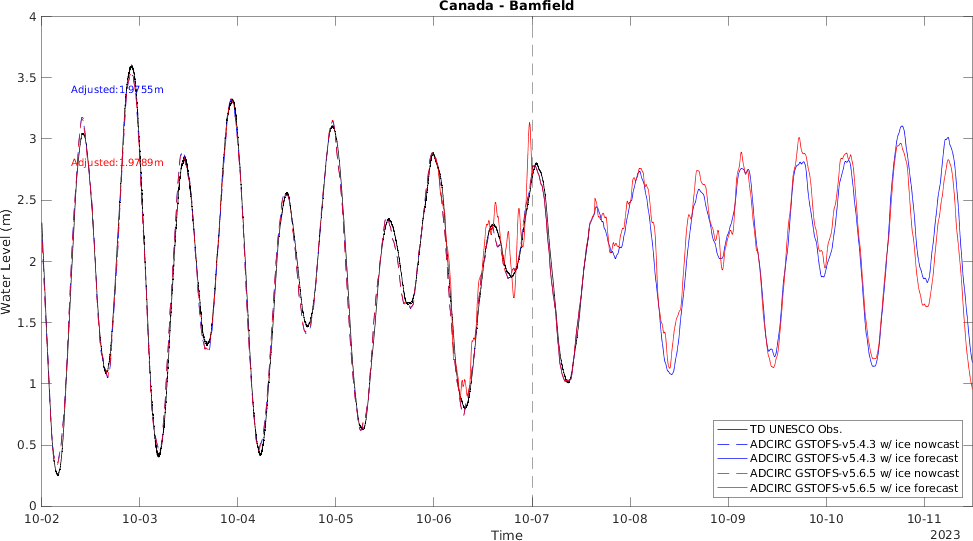 Canada - Bamfield
4
3.5
3
2.5
2
1.5
1
0.5
0
Water Level (m)
Adjusted:1.9755m
Adjusted:1.9789m
TD UNESCO Obs.
ADCIRC GSTOFS-v5.4.3 w/ ice nowcast
ADCIRC GSTOFS-v5.4.3 w/ ice forecast
ADCIRC GSTOFS-v5.6.5 w/ ice nowcast
ADCIRC GSTOFS-v5.6.5 w/ ice forecast
10-02 10-03 10-04 10-05 10-06 10-07 10-08 10-09 10-10 10-11
Time
2023